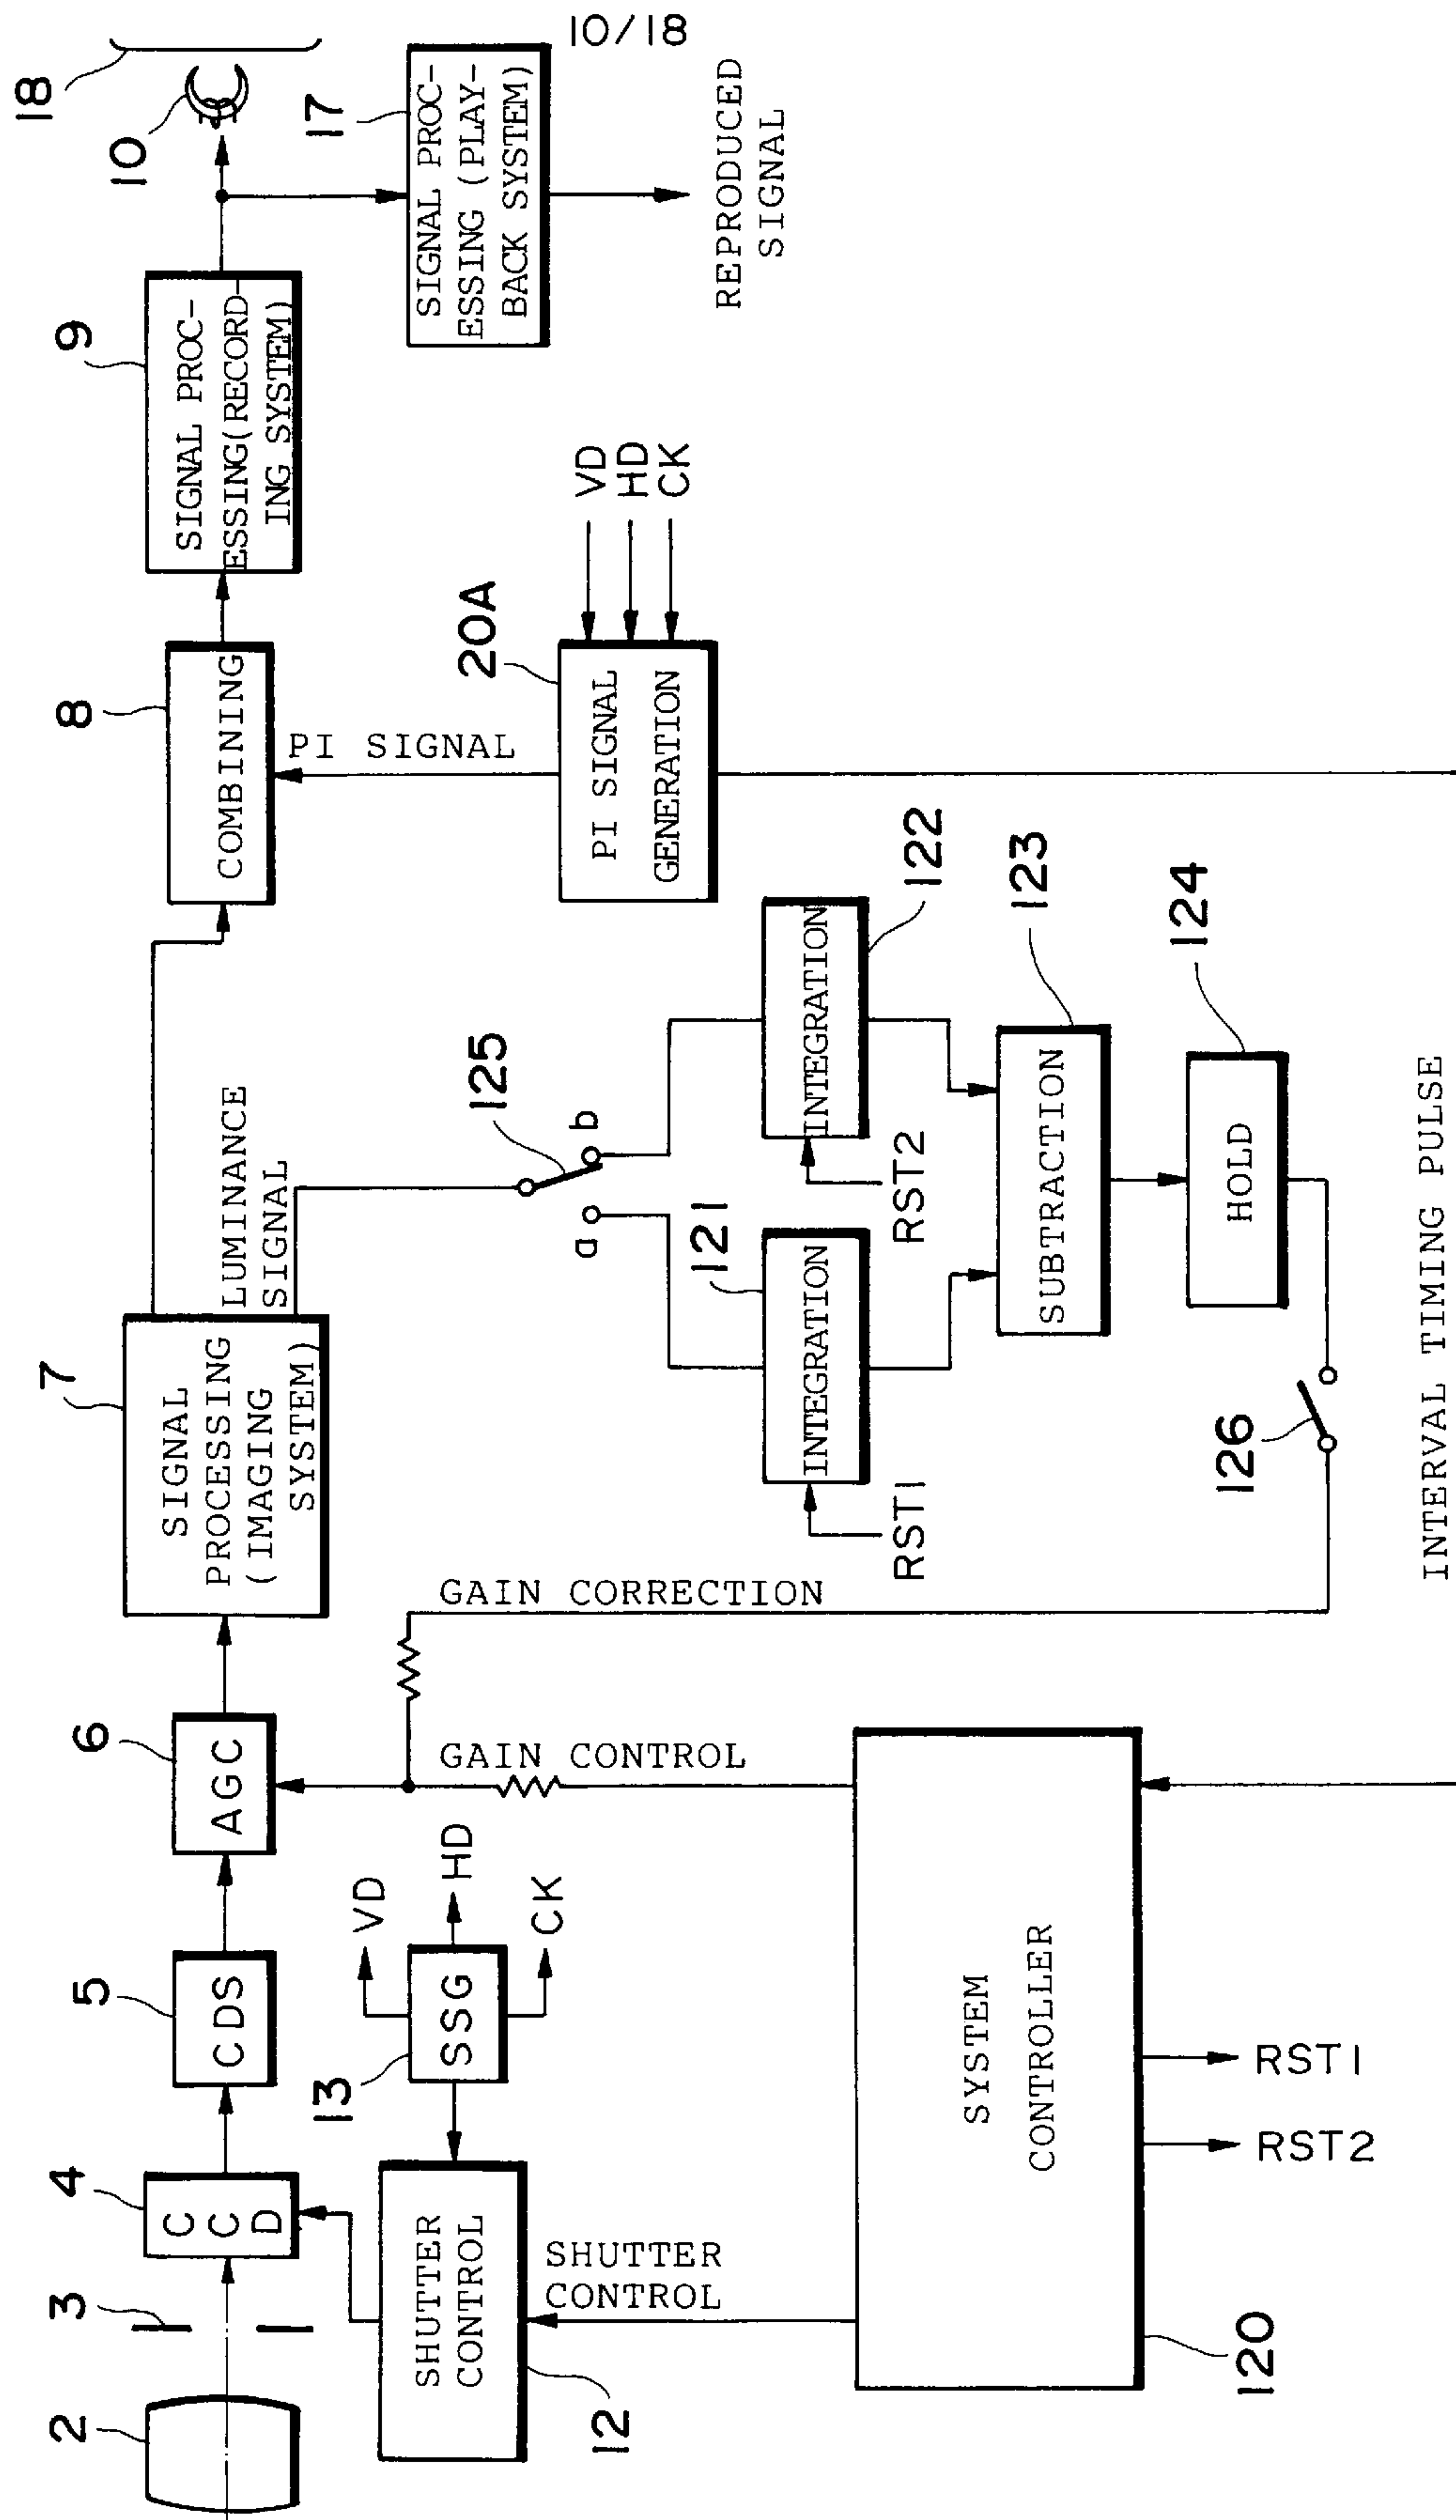 2
3
4
C
C
D
5
CDS
6
AGC
7
SIGNAL
PROCESSING
(IMAGING
SYSTEM)
LUMINANCE
SIGNAL
8
COMBINING
PI SIGNAL
9
SIGNAL PROC-
ESSING(RECORD-
ING SYSTEM)
10
18
17
SIGNAL PROC-
ESSING (PLAY-
BACK SYSTEM)
10/18
REPRODUCED
SIGNAL
SHUTTER
CONTROL
12
SHUTTER
CONTROL
13
SSG
VD
HD
CK
GAIN CONTROL
GAIN CORRECTION
125
a
b
20A
PI SIGNAL
GENERATION
VD
HD
CK
121
INTEGRATION
RST1
INTEGRATION
122
RST2
SUBTRACTION
123
HOLD
124
126
SYSTEM
CONTROLLER
120
RST2
RST1
INTERVAL TIMING PULSE